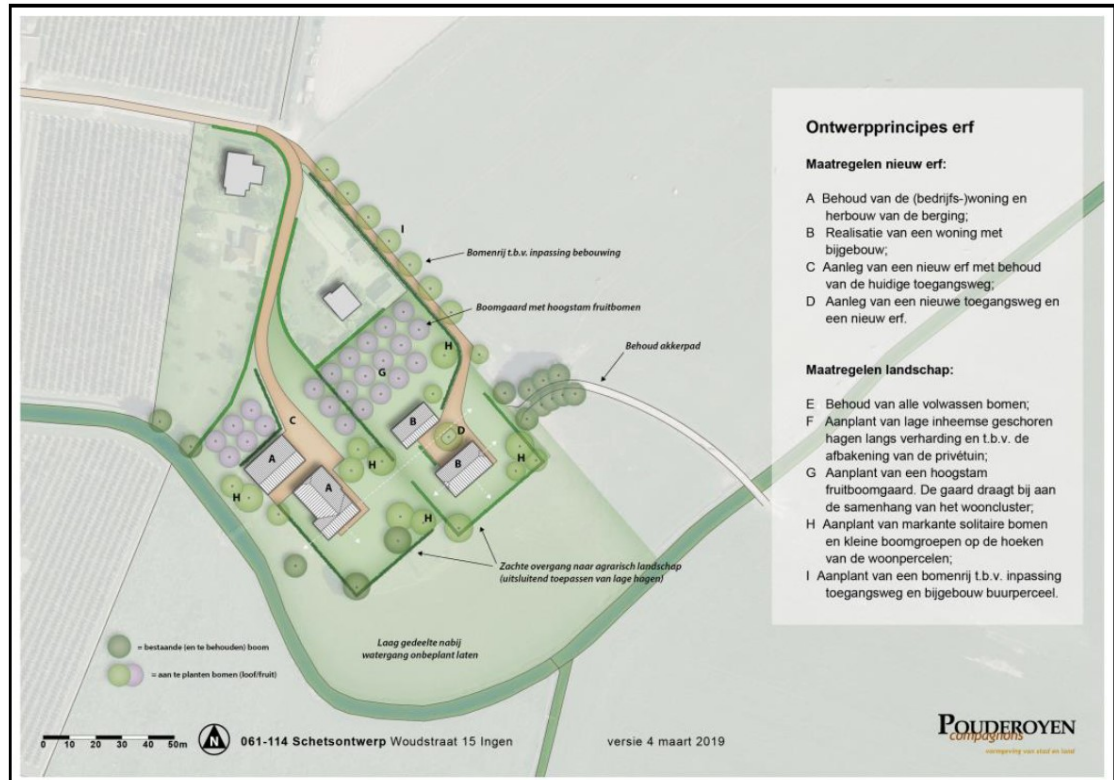 Ontwerpprincipes erf
Maatregelen nieuw erf:
A Behoud van de (bedrijfs-)woning en
herbouw van de berging;
B Realisatie van een woning met
bijgebouw;
C Aanleg van een nieuw erf met behoud
van de huidige toegangsweg;
D Aanleg van een nieuwe toegangsweg en
een nieuw erf.
Maatregelen landschap:
E Behoud van alle volwassen bomen;
F Aanplant van lage inheemse geschoren
hagen langs verharding en t.b.v. de
afbakening van de privétuin;
G Aanplant van een hoogstam
fruitboomgaard. De gaard draagt bij aan
de samenhang van het wooncluster;
H Aanplant van markante solitaire bomen
en kleine boomgroepen op de hoeken
van de woonpercelen;
I Aanplant van een bomenrij t.b.v. inpassing
toegangsweg en bijgebouw buurperceel.
I
Bomenrij t.b.v. inpassing bebouwing
Boomgaard met hoogstam fruitbomen
Behoud akkerpad
H
G
C
B
D
A
H
B
H
A
H
H
Zachte overgang naar agrarisch landschap
(uitsluitend toepassen van lage hagen)
Laag gedeelte nabij
watergang onbeplant laten
= bestaande (en te behouden) boom
= aan te planten bomen (loof/fruit)
0 10 20 30 40 50m
N
061-114 Schetsontwerp Woudstraat 15 Ingen
versie 4 maart 2019
POUDEROYEN
compagnons
vormgeving van stad en land